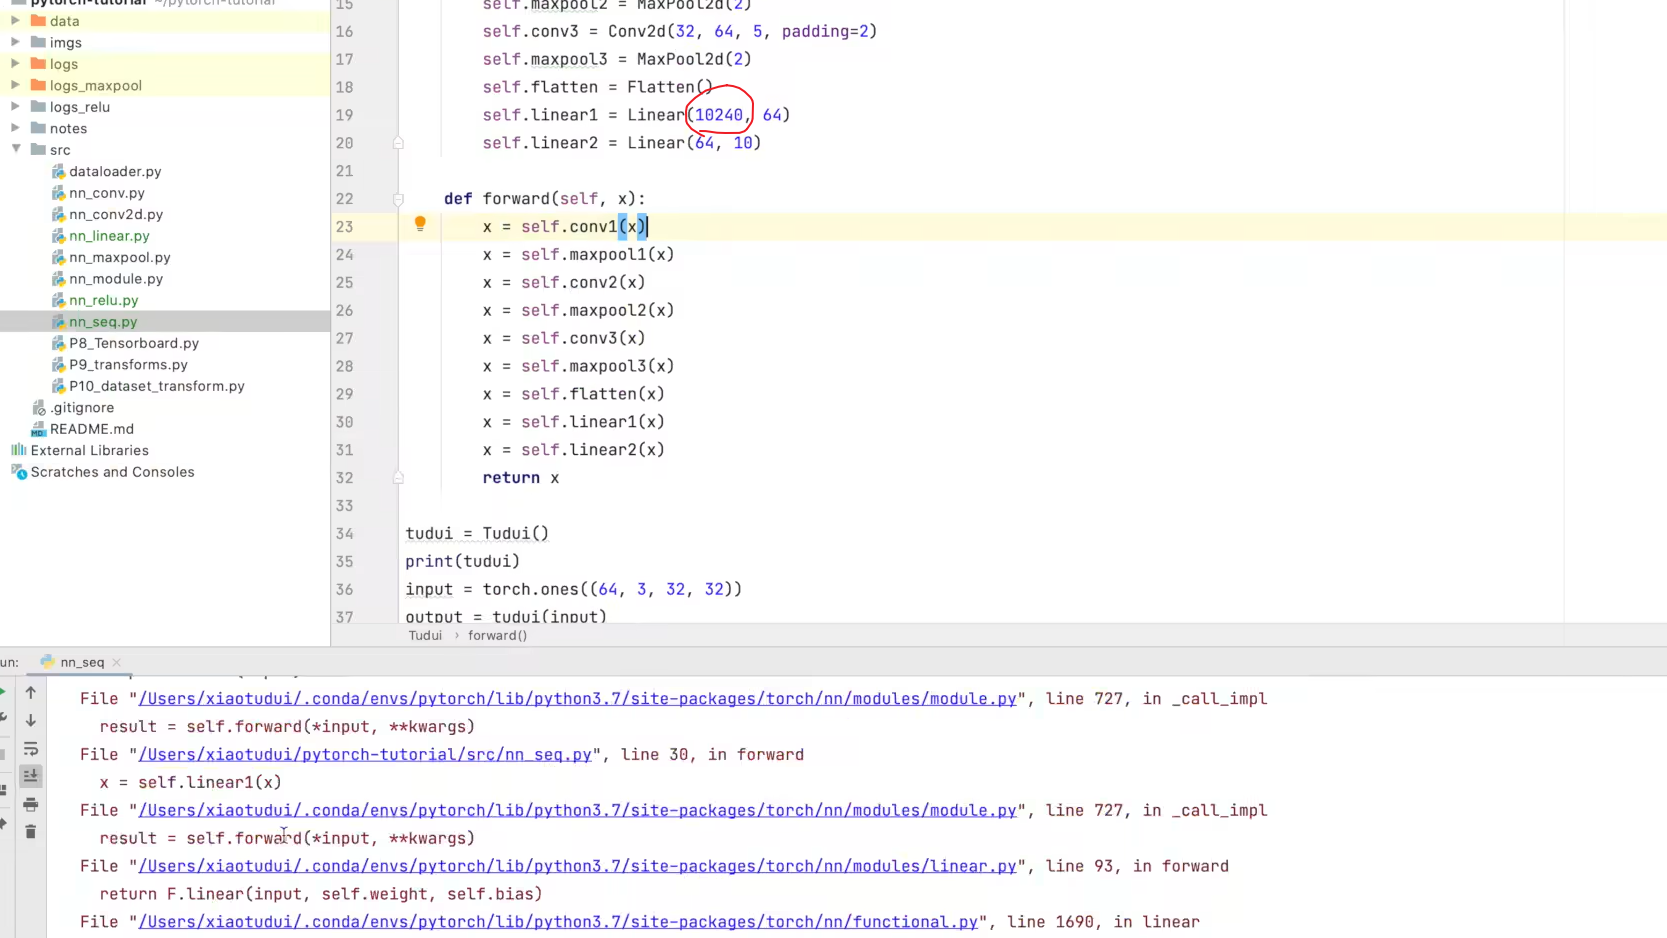 pytorch-tutorial ~/pytorch-tutorial
data
imgs
logs
logs_maxpool
logs_relu
notes
src
dataloader.py
nn_conv.py
nn_conv2d.py
nn_linear.py
nn_maxpool.py
nn_module.py
nn_relu.py
nn_seq.py
P8_Tensorboard.py
P9_transforms.py
P10_dataset_transform.py
.gitignore
README.md
External Libraries
Scratches and Consoles
15 self.maxpool2 = MaxPool2d(2)
16 self.conv3 = Conv2d(32, 64, 5, padding=2)
17 self.maxpool3 = MaxPool2d(2)
18 self.flatten = Flatten()
19 self.linear1 = Linear(10240, 64)
20 self.linear2 = Linear(64, 10)
21
22 def forward(self, x):
23 x = self.conv1(x)
24 x = self.maxpool1(x)
25 x = self.conv2(x)
26 x = self.maxpool2(x)
27 x = self.conv3(x)
28 x = self.maxpool3(x)
29 x = self.flatten(x)
30 x = self.linear1(x)
31 x = self.linear2(x)
32 return x
33
34 tudui = Tudui()
35 print(tudui)
36 input = torch.ones((64, 3, 32, 32))
37 output = tudui(input)
Tudui › forward()
un: nn_seq ×
File "/Users/xiaotudui/.conda/envs/pytorch/lib/python3.7/site-packages/torch/nn/modules/module.py", line 727, in _call_impl
result = self.forward(*input, **kwargs)
File "/Users/xiaotudui/pytorch-tutorial/src/nn_seq.py", line 30, in forward
x = self.linear1(x)
File "/Users/xiaotudui/.conda/envs/pytorch/lib/python3.7/site-packages/torch/nn/modules/module.py", line 727, in _call_impl
result = self.forward(*input, **kwargs)
File "/Users/xiaotudui/.conda/envs/pytorch/lib/python3.7/site-packages/torch/nn/modules/linear.py", line 93, in forward
return F.linear(input, self.weight, self.bias)
File "/Users/xiaotudui/.conda/envs/pytorch/lib/python3.7/site-packages/torch/nn/functional.py", line 1690, in linear